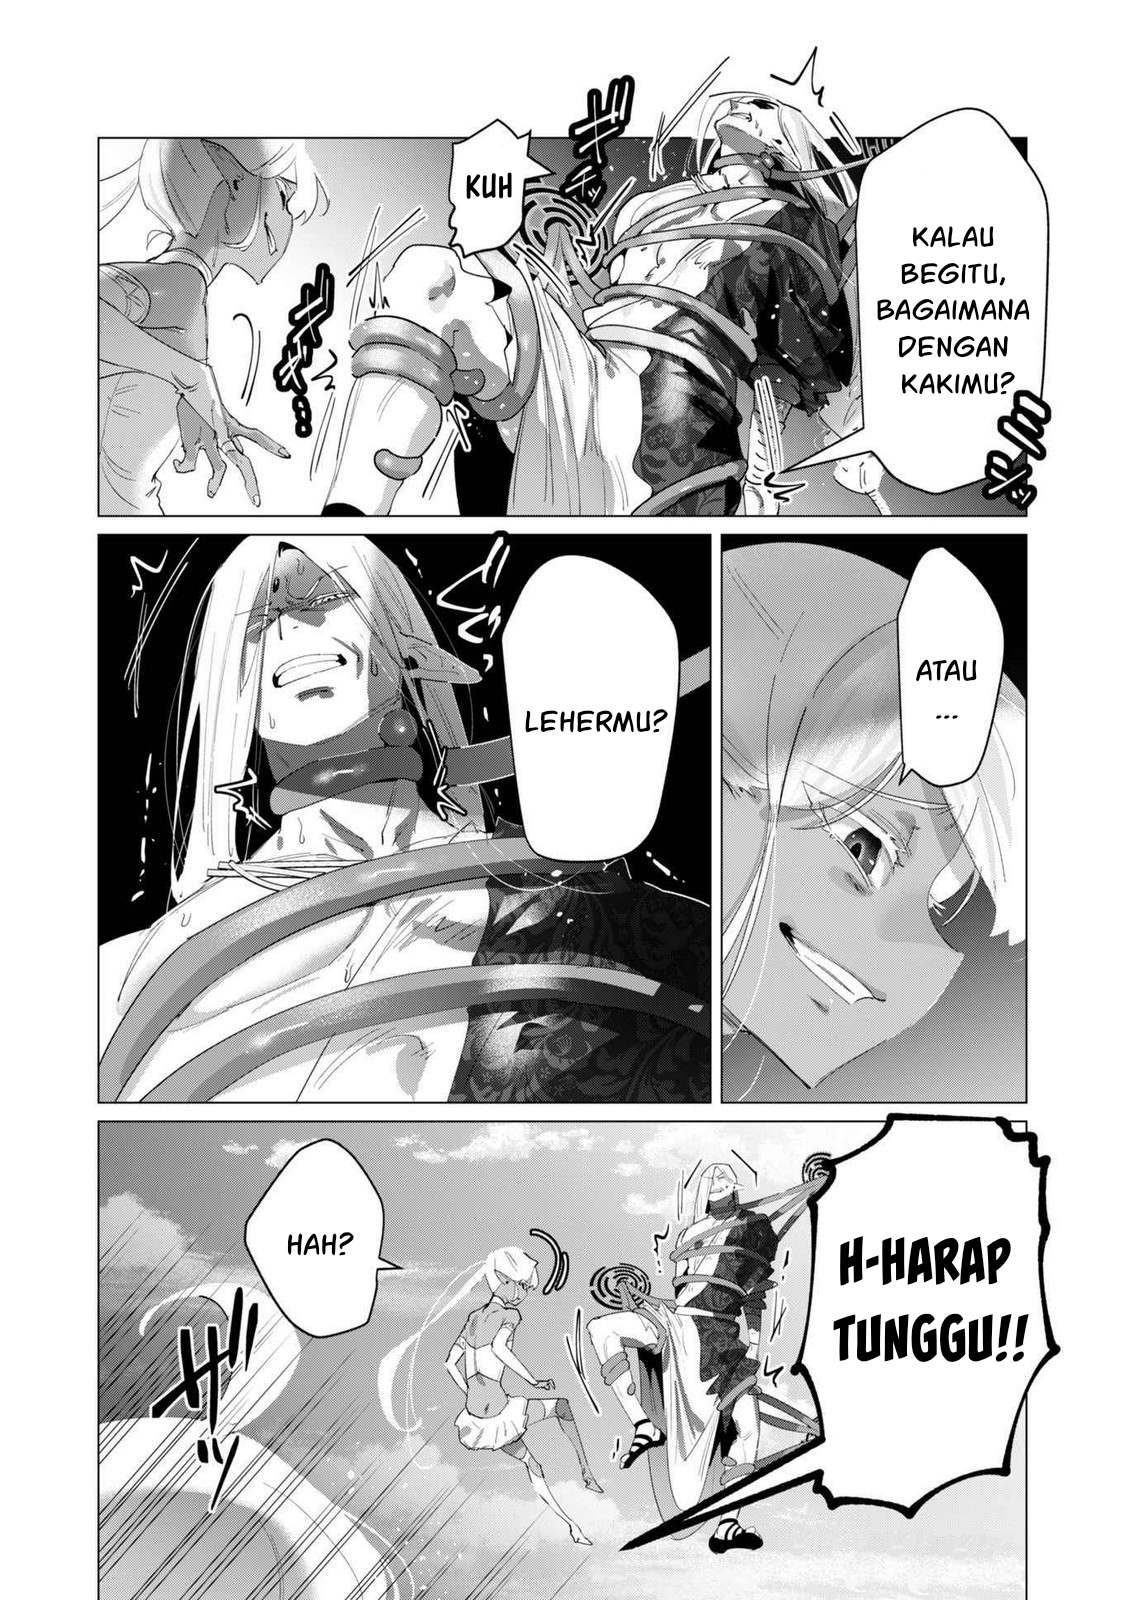 KALAU
BEGITU,
BAGAIMANA
DENGAN
KAKIMU?
KUH
ATAU
...
LEHERMU?
H-HARAP
TUNGGU!!
HAH?